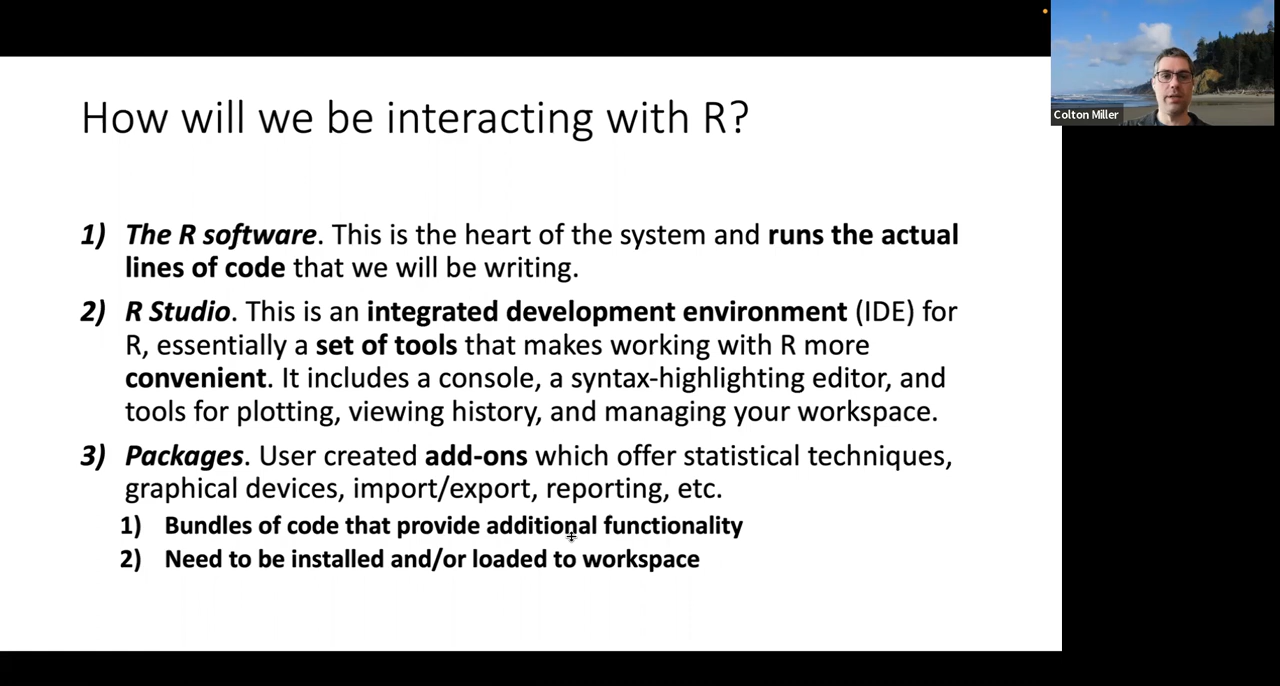 How will we be interacting with R?
1) The R software. This is the heart of the system and runs the actual
lines of code that we will be writing.
2) R Studio. This is an integrated development environment (IDE) for
R, essentially a set of tools that makes working with R more
convenient. It includes a console, a syntax-highlighting editor, and
tools for plotting, viewing history, and managing your workspace.
3) Packages. User created add-ons which offer statistical techniques,
graphical devices, import/export, reporting, etc.
1) Bundles of code that provide additional functionality
2) Need to be installed and/or loaded to workspace
Colton Miller